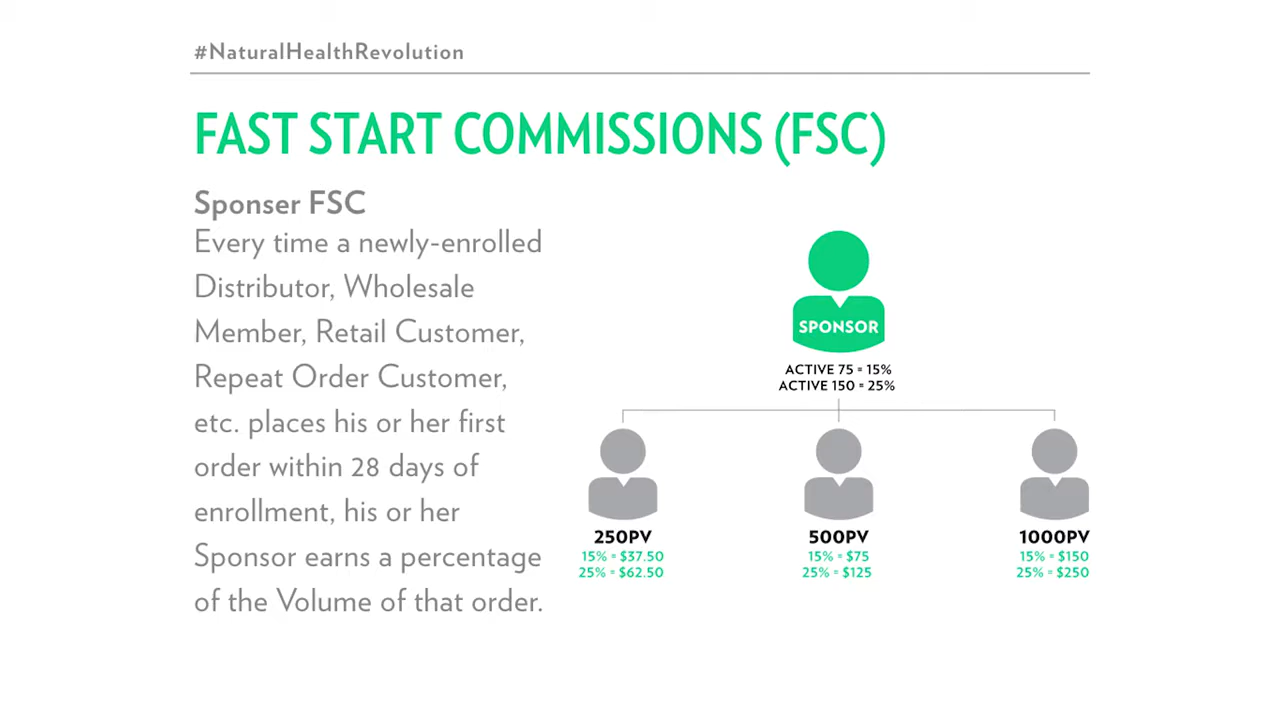 #NaturalHealthRevolution
FAST START COMMISSIONS (FSC)
Sponser FSC
Every time a newly-enrolled
Distributor, Wholesale
Member, Retail Customer,
Repeat Order Customer,
etc. places his or her first
order within 28 days of
enrollment, his or her
Sponsor earns a percentage
of the Volume of that order.
SPONSOR
ACTIVE 75 = 15%
ACTIVE 150 = 25%
250PV
15% = $37.50
25% = $62.50
500PV
15% = $75
25% = $125
1000PV
15% = $150
25% = $250